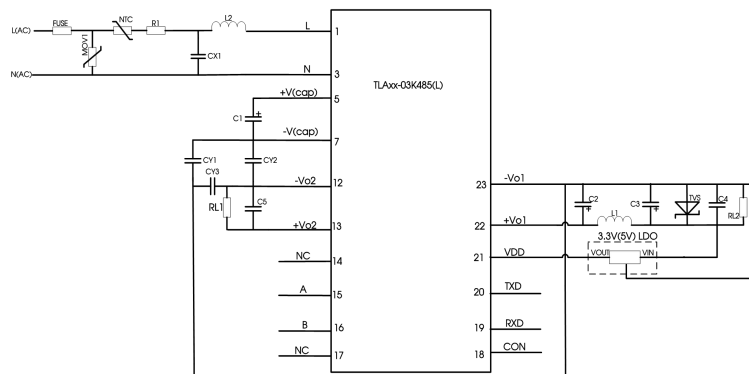 L(AC)
FUSE
MOV1
NTC
R1
L2
CX1
L
1
N(AC)
N
3
TLAxx-03K485(L)
+V(cap)
5
C1
-V(cap)
7
CY1
CY2
CY3
-Vo2
12
RL1
C5
+Vo2
13
NC
14
A
15
B
16
NC
17
23
-Vo1
C2
C3
TVS
C4
RL2
22
+Vo1
L1
3.3V(5V) LDO
21
VDD
VOUT
VIN
20
TXD
19
RXD
18
CON